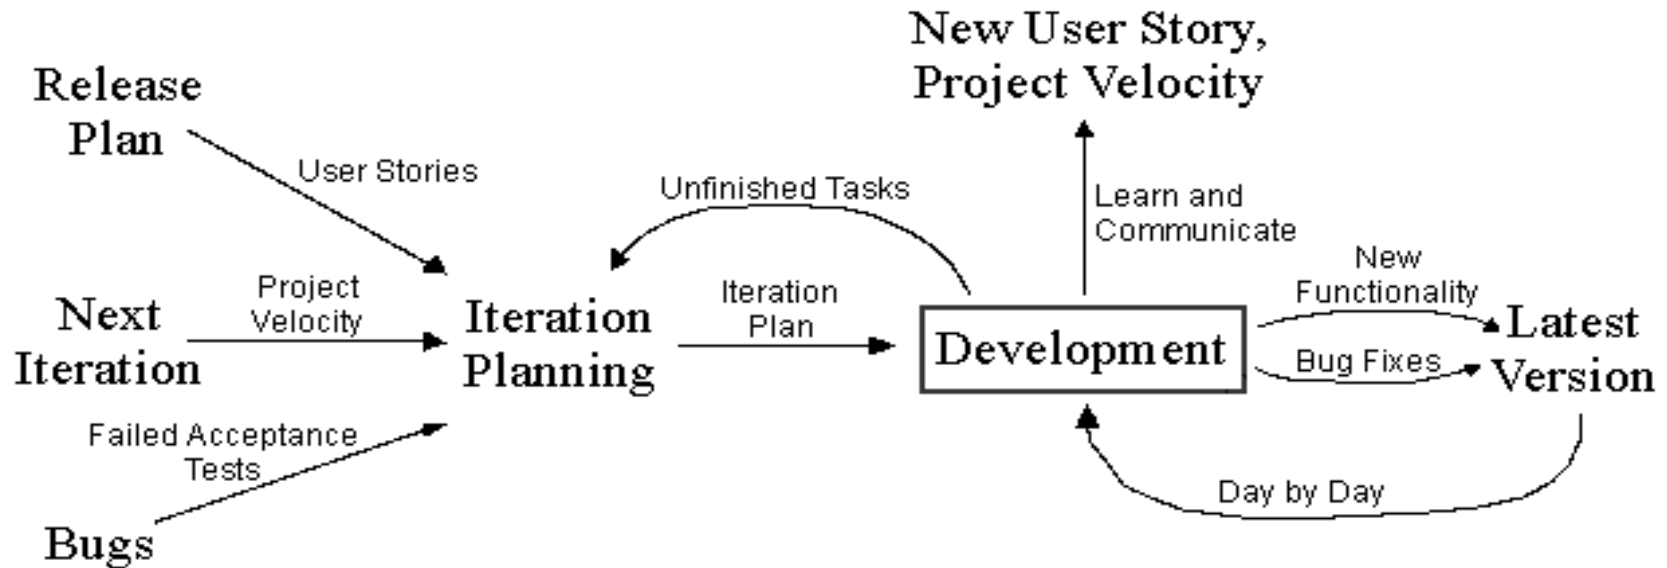 Release
Plan
User Stories
Next
Iteration
Project
Velocity
Bugs
Failed Acceptance
Tests
Iteration
Planning
Unfinished Tasks
Iteration
Plan
Development
New User Story,
Project Velocity
Learn and
Communicate
New
Functionality
Bug Fixes
Latest
Version
Day by Day